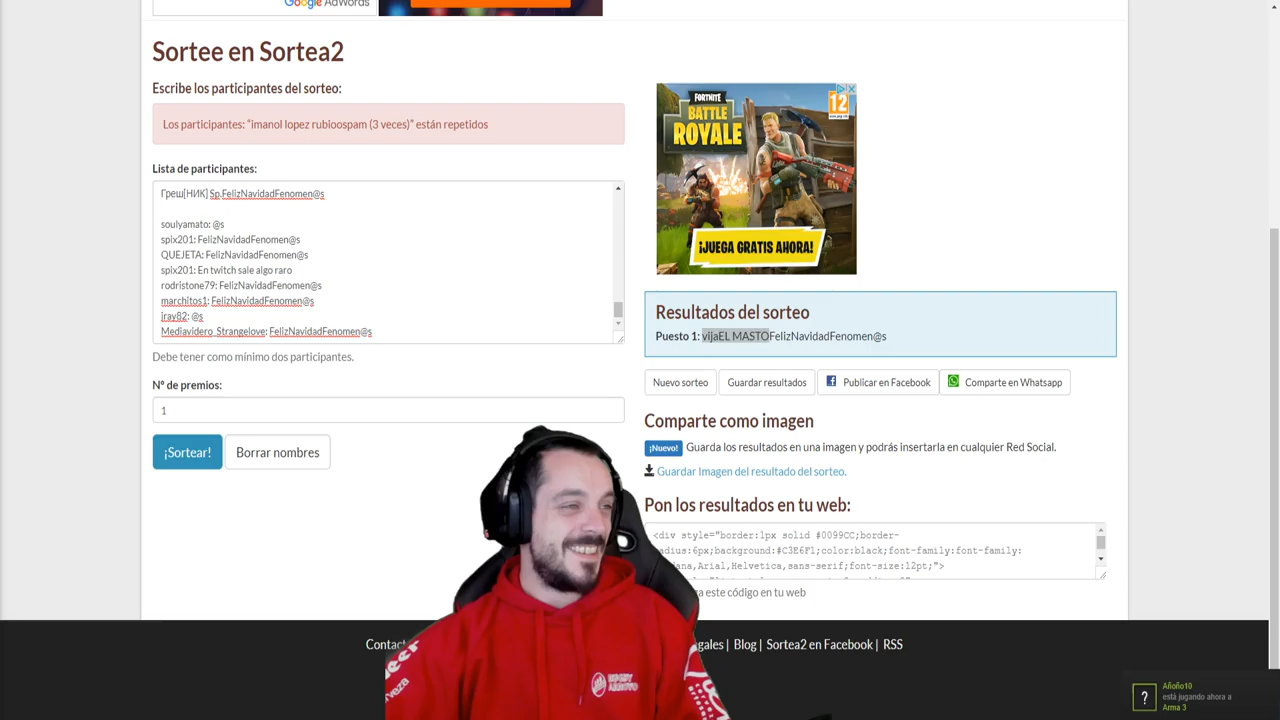 Google AdWords
Sortee en Sortea2
Escribe los participantes del sorteo:
Los participantes: "imanol lopez rubioospam (3 veces)" están repetidos
Lista de participantes:
Греш[НИК] Sp.FelizNavidadFenomen@s
soulyamato: @s
spix201: FelizNavidadFenomen@s
QUEJETA: FelizNavidadFenomen@s
spix201: En twitch sale algo raro
rodristone79: FelizNavidadFenomen@s
marchitos1: FelizNavidadFenomen@s
jray82: @s
Mediavidero_Strangelove: FelizNavidadFenomen@s
Debe tener como mínimo dos participantes.
Nº de premios:
1
¡Sortear!
Borrar nombres
FORTNITE
BATTLE
ROYALE
12
¡JUEGA GRATIS AHORA!
Resultados del sorteo
Puesto 1: vijaEL MASTOFelizNavidadFenomen@s
Nuevo sorteo
Guardar resultados
Publicar en Facebook
Comparte en Whatsapp
Comparte como imagen
¡Nuevo! Guarda los resultados en una imagen y podrás insertarla en cualquier Red Social.
Guardar Imagen del resultado del sorteo.
Pon los resultados en tu web:
<div style="border:1px solid #0099CC;border-
adius:6px;background:#C3E6F1;color:black;font-family:font-family:
dana,Arial,Helvetica,sans-serif;font-size:12pt;">
a este código en tu web
Contac
gales | Blog | Sortea2 en Facebook | RSS
Añoño10
está jugando ahora a
Arma 3